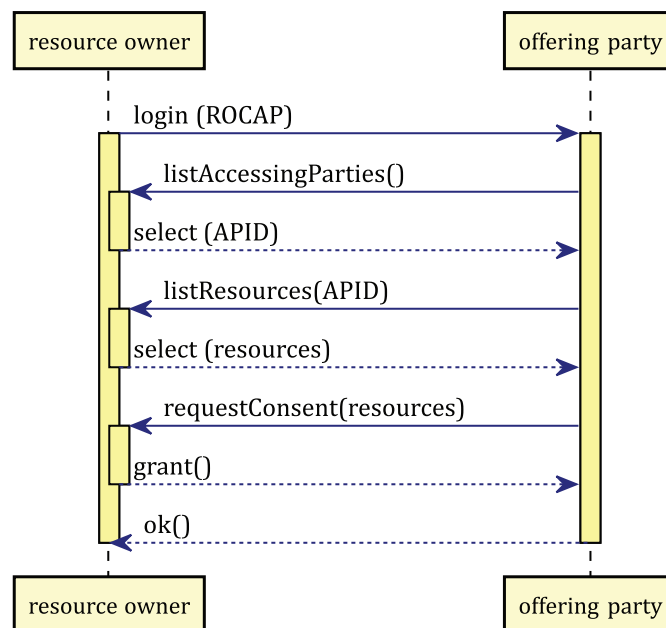 resource owner
offering party
login (ROCAP)
listAccessingParties()
select (APID)
listResources(APID)
select (resources)
requestConsent(resources)
grant()
ok()
resource owner
offering party